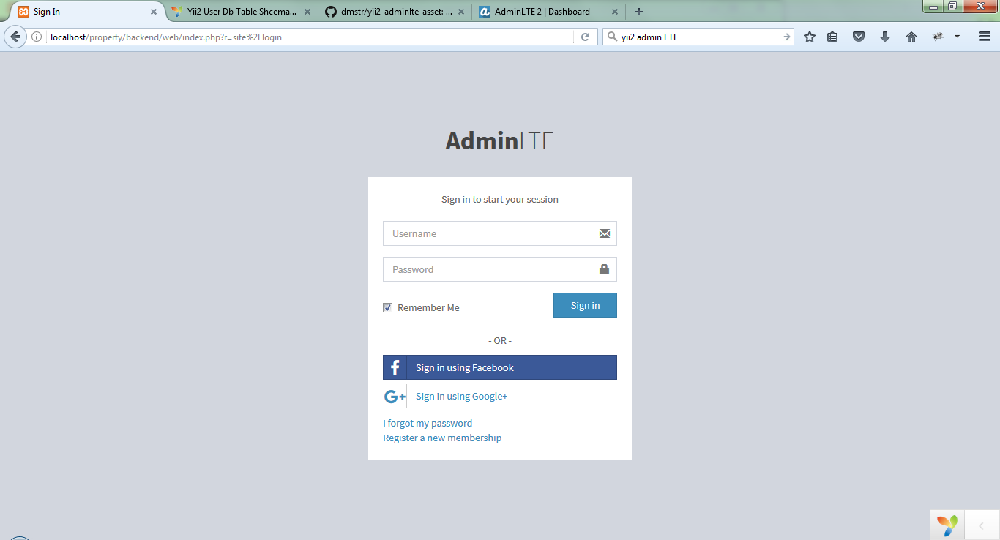 Sign In
Yii2 User Db Table Shcema...
dmstr/yii2-adminlte-asset: ...
AdminLTE 2 | Dashboard
localhost/property/backend/web/index.php?r=site%2Flogin
yii2 admin LTE
AdminLTE
Sign in to start your session
Username
Password
Remember Me
Sign in
- OR -
Sign in using Facebook
Sign in using Google+
I forgot my password
Register a new membership